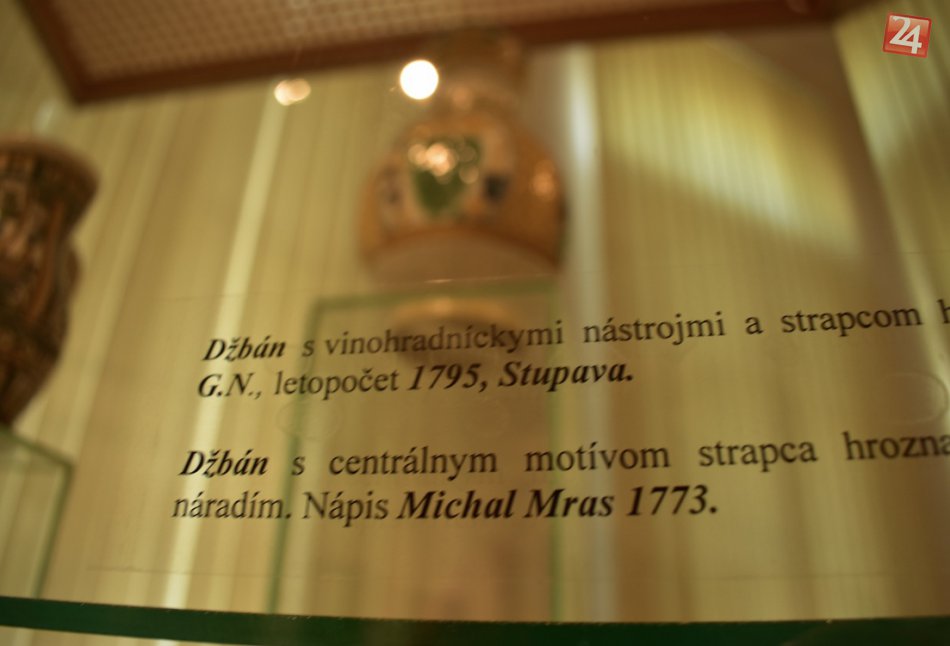 24
Džbán s vinohradníckymi nástrojmi a strapcom
G.N., letopočet 1795, Stupava.
Džbán s centrálnym motívom strapca hrozna
náradím. Nápis Michal Mras 1773.